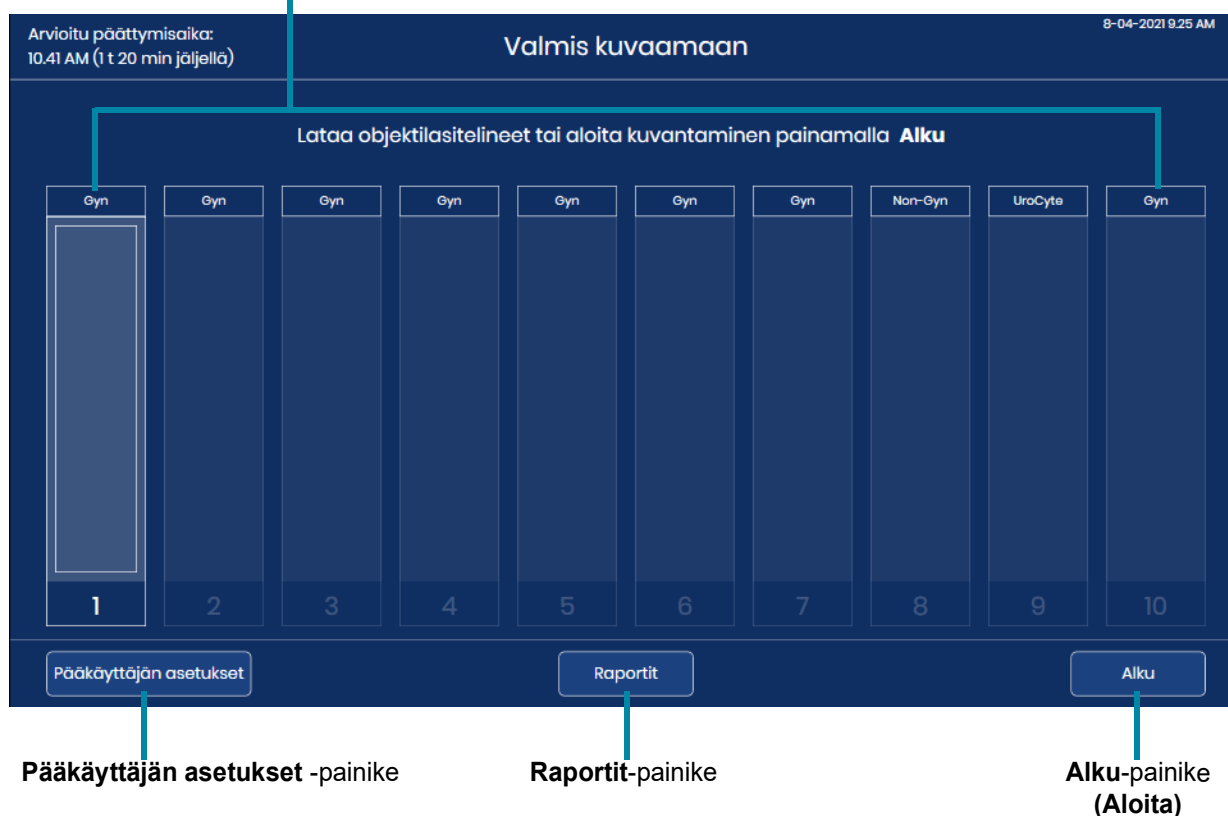 Arvioitu päättymisaika:
10.41 AM (1 t 20 min jäljellä)
Valmis kuvaamaan
8-04-2021 9.25 AM
Lataa objektilasitelineet tai aloita kuvantaminen painamalla Alku
Gyn Gyn Gyn Gyn Gyn Gyn Gyn Non-Gyn UroCyte Gyn
1 2 3 4 5 6 7 8 9 10
Pääkäyttäjän asetukset Raportit Alku
Pääkäyttäjän asetukset -painike Raportit-painike Alku-painike
(Aloita)